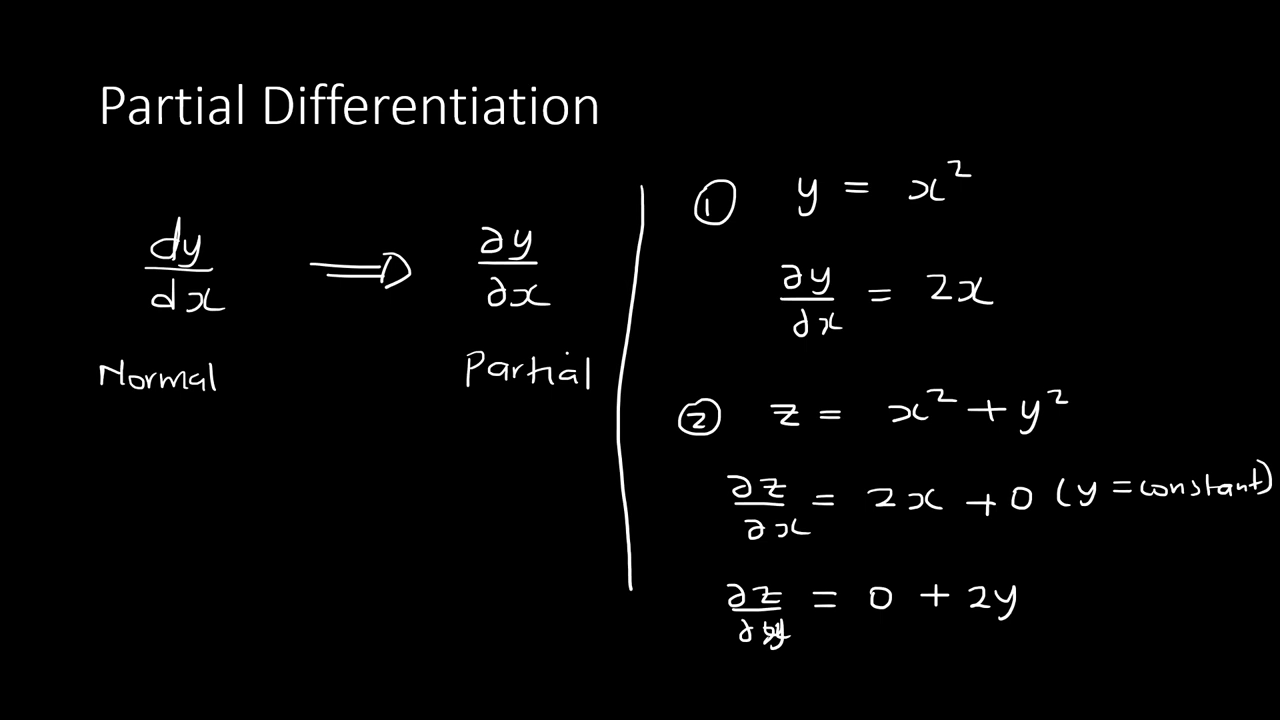 Partial Differentiation
dy/dx ⟹ ∂y/∂x
Normal Partial
① y = x²
∂y/∂x = 2x
② z = x² + y²
∂z/∂x = 2x + 0 (y = constant)
∂z/∂y = 0 + 2y